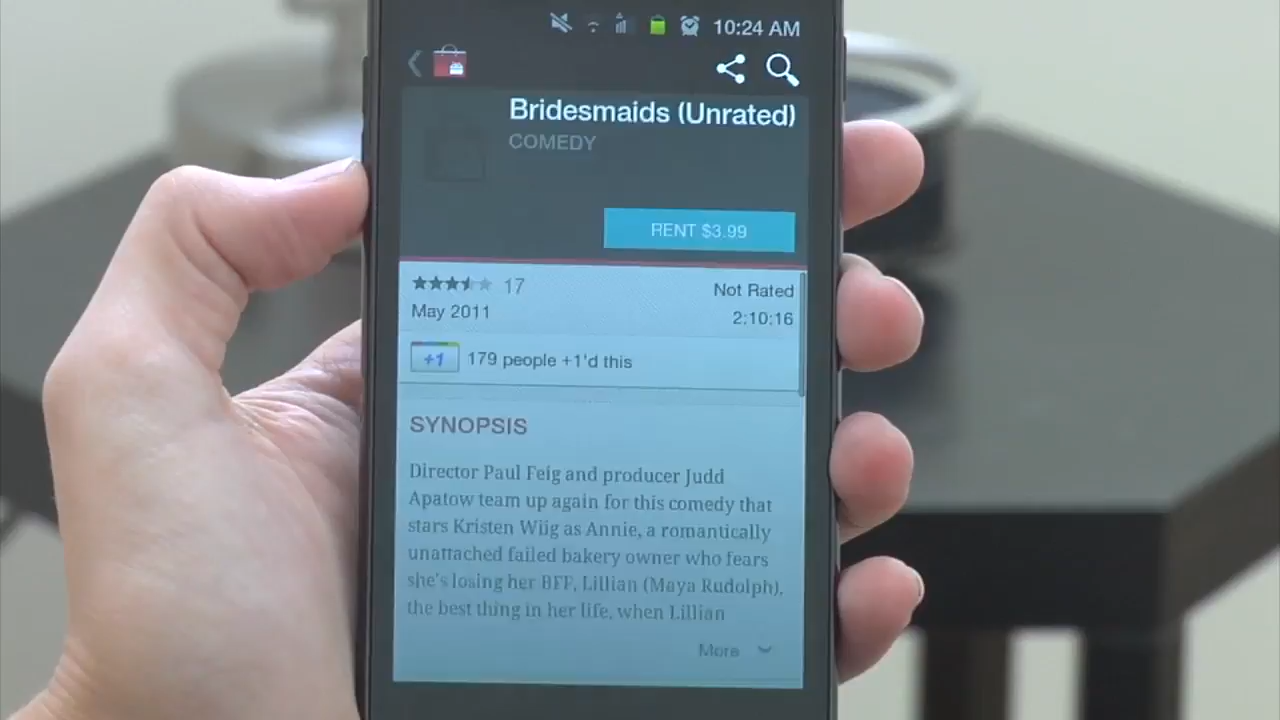 10:24 AM
Bridesmaids (Unrated)
COMEDY
RENT $3.99
17
Not Rated
May 2011
2:10:16
+1 179 people +1'd this
SYNOPSIS
Director Paul Feig and producer Judd
Apatow team up again for this comedy that
stars Kristen Wiig as Annie, a romantically
unattached failed bakery owner who fears
she's losing her BFF, Lillian (Maya Rudolph),
the best thing in her life, when Lillian
More